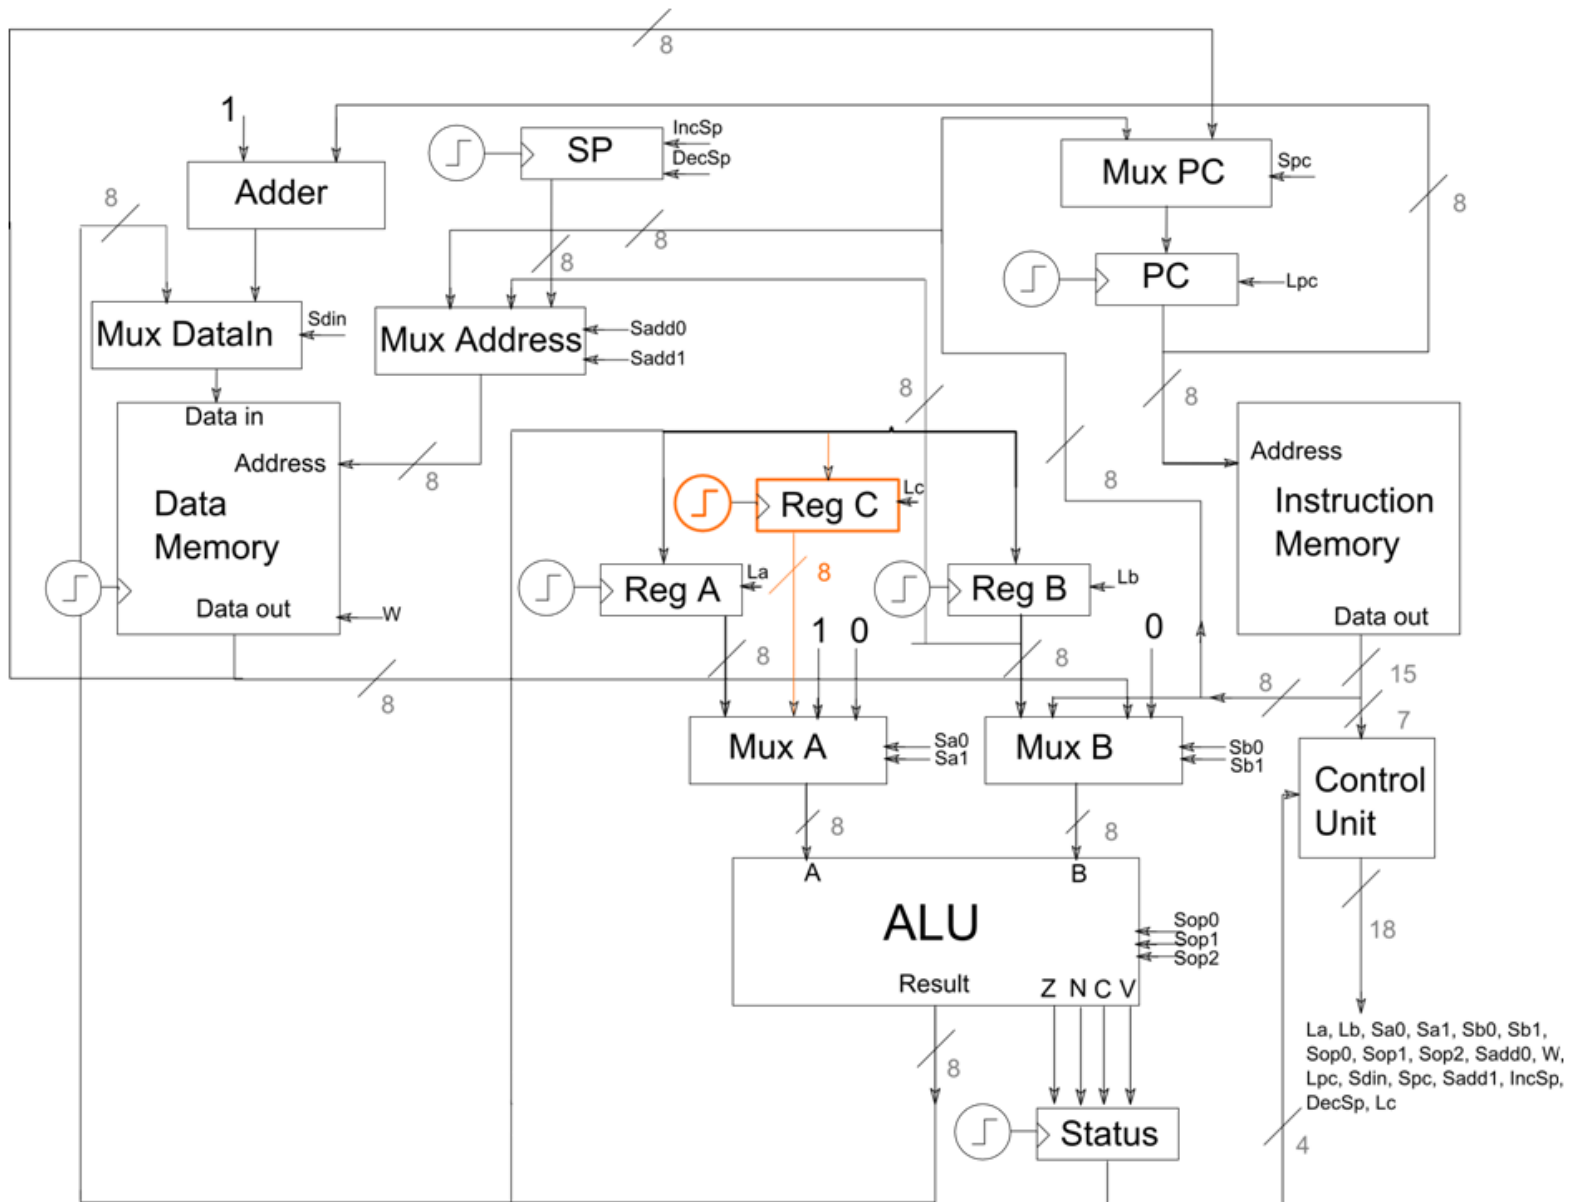 8
1
IncSp
SP
DecSp
Mux PC
Spc
Adder
8
8
8
8
PC
Lpc
Mux DataIn
Sdin
Mux Address
Sadd0
Sadd1
8
8
Data in
Address
8
Data
Memory
Data out
W
Reg C
Lc
8
8
Address
Instruction
Memory
Data out
Reg A
La
8
Reg B
Lb
1 0
0
8
8
8
8
15
7
Mux A
Sa0
Sa1
Mux B
Sb0
Sb1
Control
Unit
8
8
A
B
ALU
Sop0
Sop1
Sop2
Result
Z N C V
18
8
La, Lb, Sa0, Sa1, Sb0, Sb1,
Sop0, Sop1, Sop2, Sadd0, W,
Lpc, Sdin, Spc, Sadd1, IncSp,
DecSp, Lc
Status
4